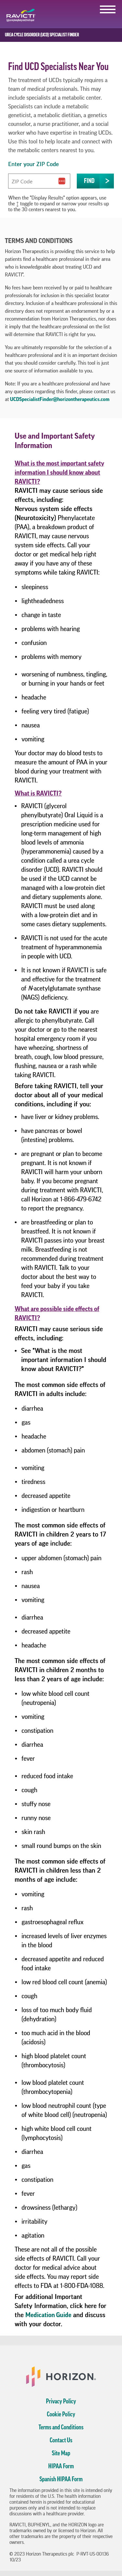 RAVICTI
(glycerol phenylbutyrate) Oral Liquid
UREA CYCLE DISORDER (UCD) SPECIALIST FINDER
Find UCD Specialists Near You
The treatment of UCDs typically requires a
team of medical professionals. This may
include a medical geneticist, genetic
counselor, metabolic dietitian, nurse, and a
social worker who have
expertise in treating UCDs. Use
this tool to help locate and connect with
the metabolic experts nearest to you.
Enter your ZIP Code
ZIP Code
FIND
When the "Display Results" option appears, use
the
toggle to expand or narrow your results up
to the 30 centers nearest to you.
TERMS AND CONDITIONS
Horizon Therapeutics is providing this service to help
patients and caregivers find a healthcare professional in their area
who is knowledgeable about treating UCD and
RAVICTI®.
No fees have been received by or paid to healthcare
professionals for inclusion in this physician directory.
This directory does not represent an endorsement by
or a recommendation from Horizon Therapeutics. The
directory is also not inclusive of all the providers who
will determine that RAVICTI is right for you.
You are ultimately responsible for the selection of a
healthcare provider, and should consider that decision
carefully. This tool is just one
source of information available to you.
Note: If you are a healthcare professional and have
any questions regarding this finder, please contact us
at UCDSpecialistFinder@horizontherapeutics.com
Use and Important Safety
Information
What is the most important safety
information I should know about
RAVICTI?
RAVICTI may cause serious side
effects, including:
Nervous system side effects
(Neurotoxicity) Phenylacetate
(PAA), a breakdown product of
RAVICTI, may cause nervous
system side effects. Call your
doctor or get medical help right
away if you get any of these
symptoms while taking RAVICTI:
• sleepiness
• lightheadedness
• change in taste
• problems with hearing
• confusion
• problems with memory
• worsening of numbness, tingling,
or burning in your hands or feet
• headache
• feeling very tired (fatigue)
• nausea
• vomiting
Your doctor may do blood tests to
measure the amount of PAA in your
blood during your treatment with
RAVICTI.
What is RAVICTI?
• RAVICTI (glycerol
phenylbutyrate) Oral Liquid is a
prescription medicine used for
long-term management of high
blood levels of ammonia
(hyperammonemia) caused by a
condition called a urea cycle
disorder (UCD). RAVICTI should
be used if the UCD cannot be
managed with a low-protein diet
and dietary supplements alone.
RAVICTI must be used along
with a low-protein diet and in
some cases dietary supplements.
• RAVICTI is not used for the acute
treatment of hyperammonemia
in people with UCD.
• It is not known if RAVICTI is safe
and effective for the treatment
of N-acetylglutamate synthase
(NAGS) deficiency.
Do not take RAVICTI if you are
allergic to phenylbutyrate. Call
your doctor or go to the nearest
hospital emergency room if you
have wheezing, shortness of
breath, cough, low blood pressure,
flushing, nausea or a rash while
taking RAVICTI.
Before taking RAVICTI, tell your
doctor about all of your medical
conditions, including if you:
• have liver or kidney problems.
• have pancreas or bowel
(intestine) problems.
• are pregnant or plan to become
pregnant. It is not known if
RAVICTI will harm your unborn
baby. If you become pregnant
during treatment with RAVICTI,
call Horizon at 1-866-479-6742
to report the pregnancy.
• are breastfeeding or plan to
breastfeed. It is not known if
RAVICTI passes into your breast
milk. Breastfeeding is not
recommended during treatment
with RAVICTI. Talk to your
doctor about the best way to
feed your baby if you take
RAVICTI.
What are possible side effects of
RAVICTI?
RAVICTI may cause serious side
effects, including:
• See "What is the most
important information I should
know about RAVICTI?"
The most common side effects of
RAVICTI in adults include:
• diarrhea
• gas
• headache
• abdomen (stomach) pain
• vomiting
• tiredness
• decreased appetite
• indigestion or heartburn
The most common side effects of
RAVICTI in children 2 years to 17
years of age include:
• upper abdomen (stomach) pain
• rash
• nausea
• vomiting
• diarrhea
• decreased appetite
• headache
The most common side effects of
RAVICTI in children 2 months to
less than 2 years of age include:
• low white blood cell count
(neutropenia)
• vomiting
• constipation
• diarrhea
• fever
• reduced food intake
• cough
• stuffy nose
• runny nose
• skin rash
• small round bumps on the skin
The most common side effects of
RAVICTI in children less than 2
months of age include:
• vomiting
• rash
• gastroesophageal reflux
• increased levels of liver enzymes
in the blood
• decreased appetite and reduced
food intake
• low red blood cell count (anemia)
• cough
• loss of too much body fluid
(dehydration)
• too much acid in the blood
(acidosis)
• high blood platelet count
(thrombocytosis)
• low blood platelet count
(thrombocytopenia)
• low blood neutrophil count (type
of white blood cell) (neutropenia)
• high white blood cell count
(lymphocytosis)
• diarrhea
• gas
• constipation
• fever
• drowsiness (lethargy)
• irritability
• agitation
These are not all of the possible
side effects of RAVICTI. Call your
doctor for medical advice about
side effects. You may report side
effects to FDA at 1-800-FDA-1088.
For additional Important
Safety Information, click here for
the Medication Guide and discuss
with your doctor.
HORIZON.
Privacy Policy
Cookie Policy
Terms and Conditions
Contact Us
Site Map
HIPAA Form
Spanish HIPAA Form
The information provided in this site is intended only
for residents of the U.S. The health information
contained herein is provided for educational
purposes only and is not intended to replace
discussions with a healthcare provider.
RAVICTI, BUPHENYL, and the HORIZON logo are
trademarks owned by or licensed to Horizon. All
other trademarks are the property of their respective
owners.
© 2023 Horizon Therapeutics plc P-RVT-US-00136
10/23